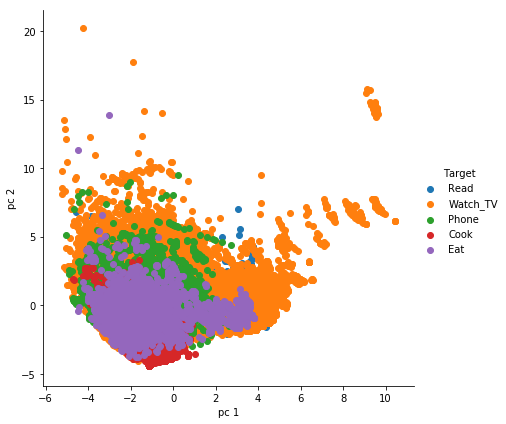 20
15
10
5
0
−5
pc 2
−6
−4
−2
0
2
4
6
8
10
pc 1
Target
Read
Watch_TV
Phone
Cook
Eat